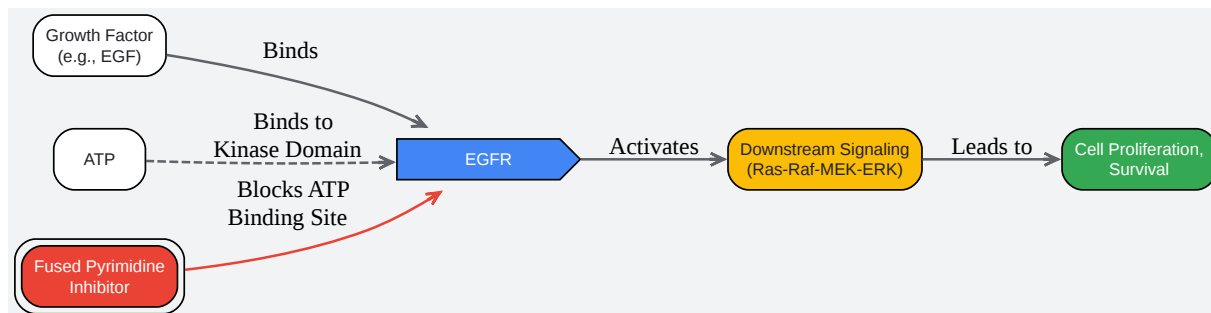 Growth Factor
(e.g., EGF)
Binds
ATP
Binds to
Kinase Domain
EGFR
Activates
Downstream Signaling
(Ras-Raf-MEK-ERK)
Leads to
Cell Proliferation,
Survival
Blocks ATP
Binding Site
Fused Pyrimidine
Inhibitor